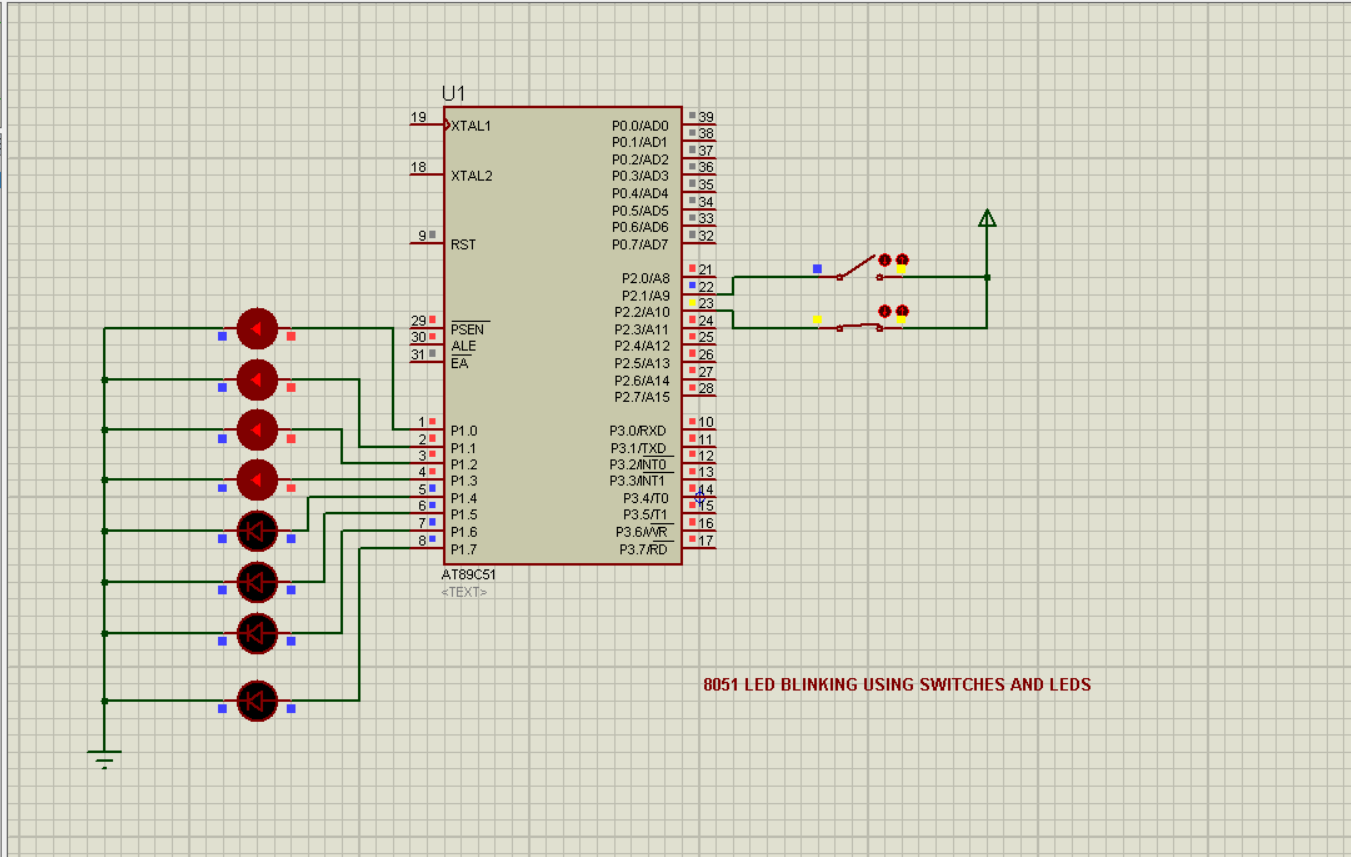 U1
19 XTAL1
18 XTAL2
9 RST
29 PSEN
30 ALE
31 EA
1 P1.0
2 P1.1
3 P1.2
4 P1.3
5 P1.4
6 P1.5
7 P1.6
8 P1.7
P0.0/AD0 39
P0.1/AD1 38
P0.2/AD2 37
P0.3/AD3 36
P0.4/AD4 35
P0.5/AD5 34
P0.6/AD6 33
P0.7/AD7 32
P2.0/A8 21
P2.1/A9 22
P2.2/A10 23
P2.3/A11 24
P2.4/A12 25
P2.5/A13 26
P2.6/A14 27
P2.7/A15 28
P3.0/RXD 10
P3.1/TXD 11
P3.2/INT0 12
P3.3/INT1 13
P3.4/T0 14
P3.5/T1 15
P3.6/WR 16
P3.7/RD 17
AT89C51
<TEXT>
8051 LED BLINKING USING SWITCHES AND LEDS